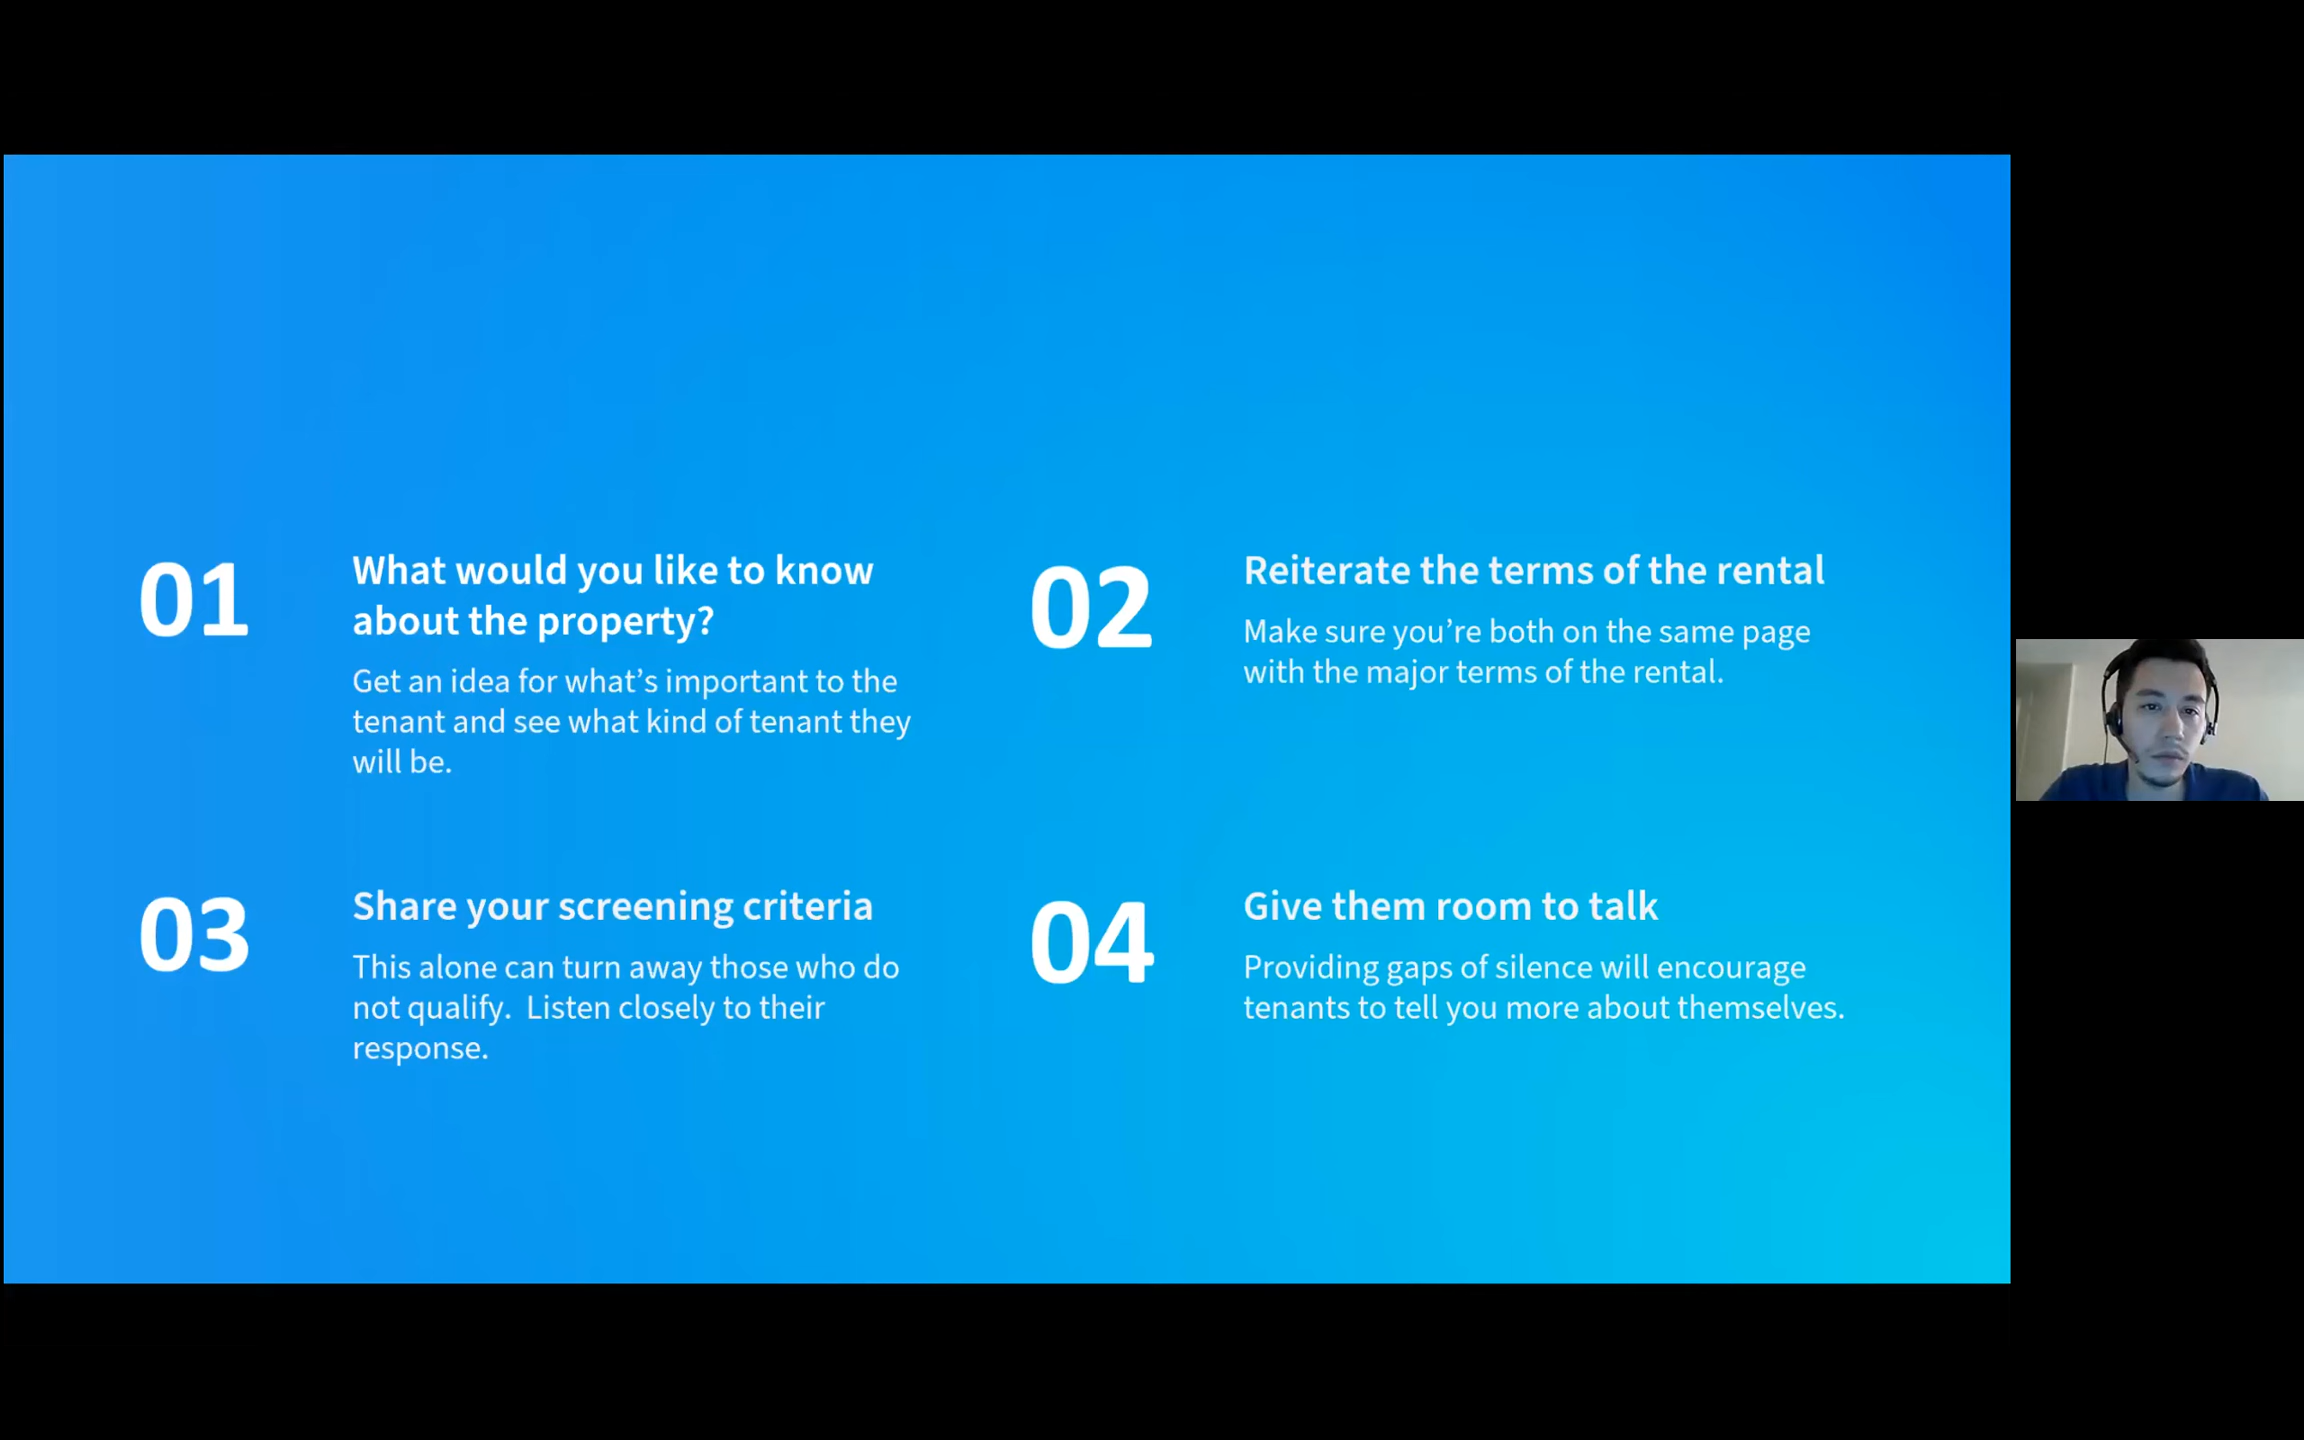 01
What would you like to know
about the property?
Get an idea for what’s important to the
tenant and see what kind of tenant they
will be.
02
Reiterate the terms of the rental
Make sure you’re both on the same page
with the major terms of the rental.
03
Share your screening criteria
This alone can turn away those who do
not qualify.  Listen closely to their
response.
04
Give them room to talk
Providing gaps of silence will encourage
tenants to tell you more about themselves.